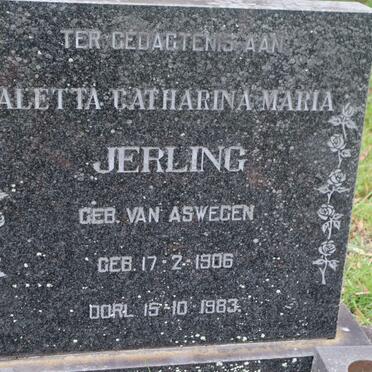 TER GEDAGTENIS AAN
ALETTA CATHARINA MARIA
JERLING
GEB. VAN ASWEGEN
GEB. 17-2-1906
OORL 15-10-1983